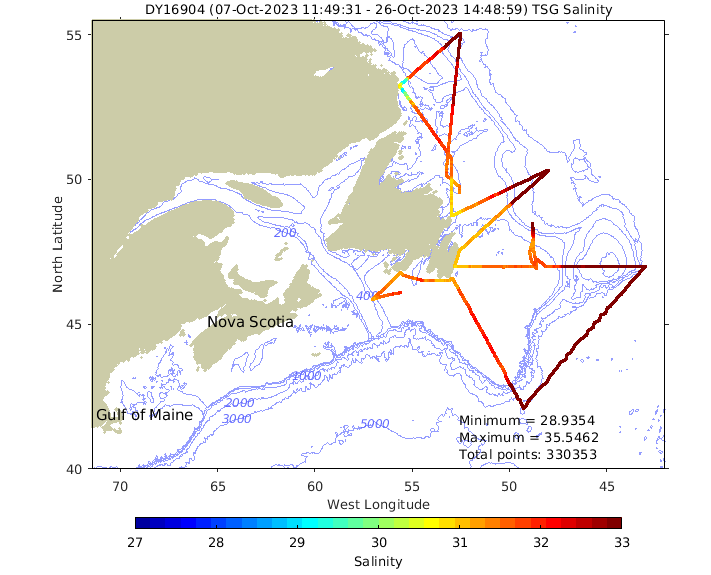 DY16904 (07-Oct-2023 11:49:31 - 26-Oct-2023 14:48:59) TSG Salinity
55
50
45
40
North Latitude
200
400
Nova Scotia
1000
2000
3000
5000
Gulf of Maine
Minimum = 28.9354
Maximum = 35.5462
Total points: 330353
70 65 60 55 50 45
West Longitude
27 28 29 30 31 32 33
Salinity